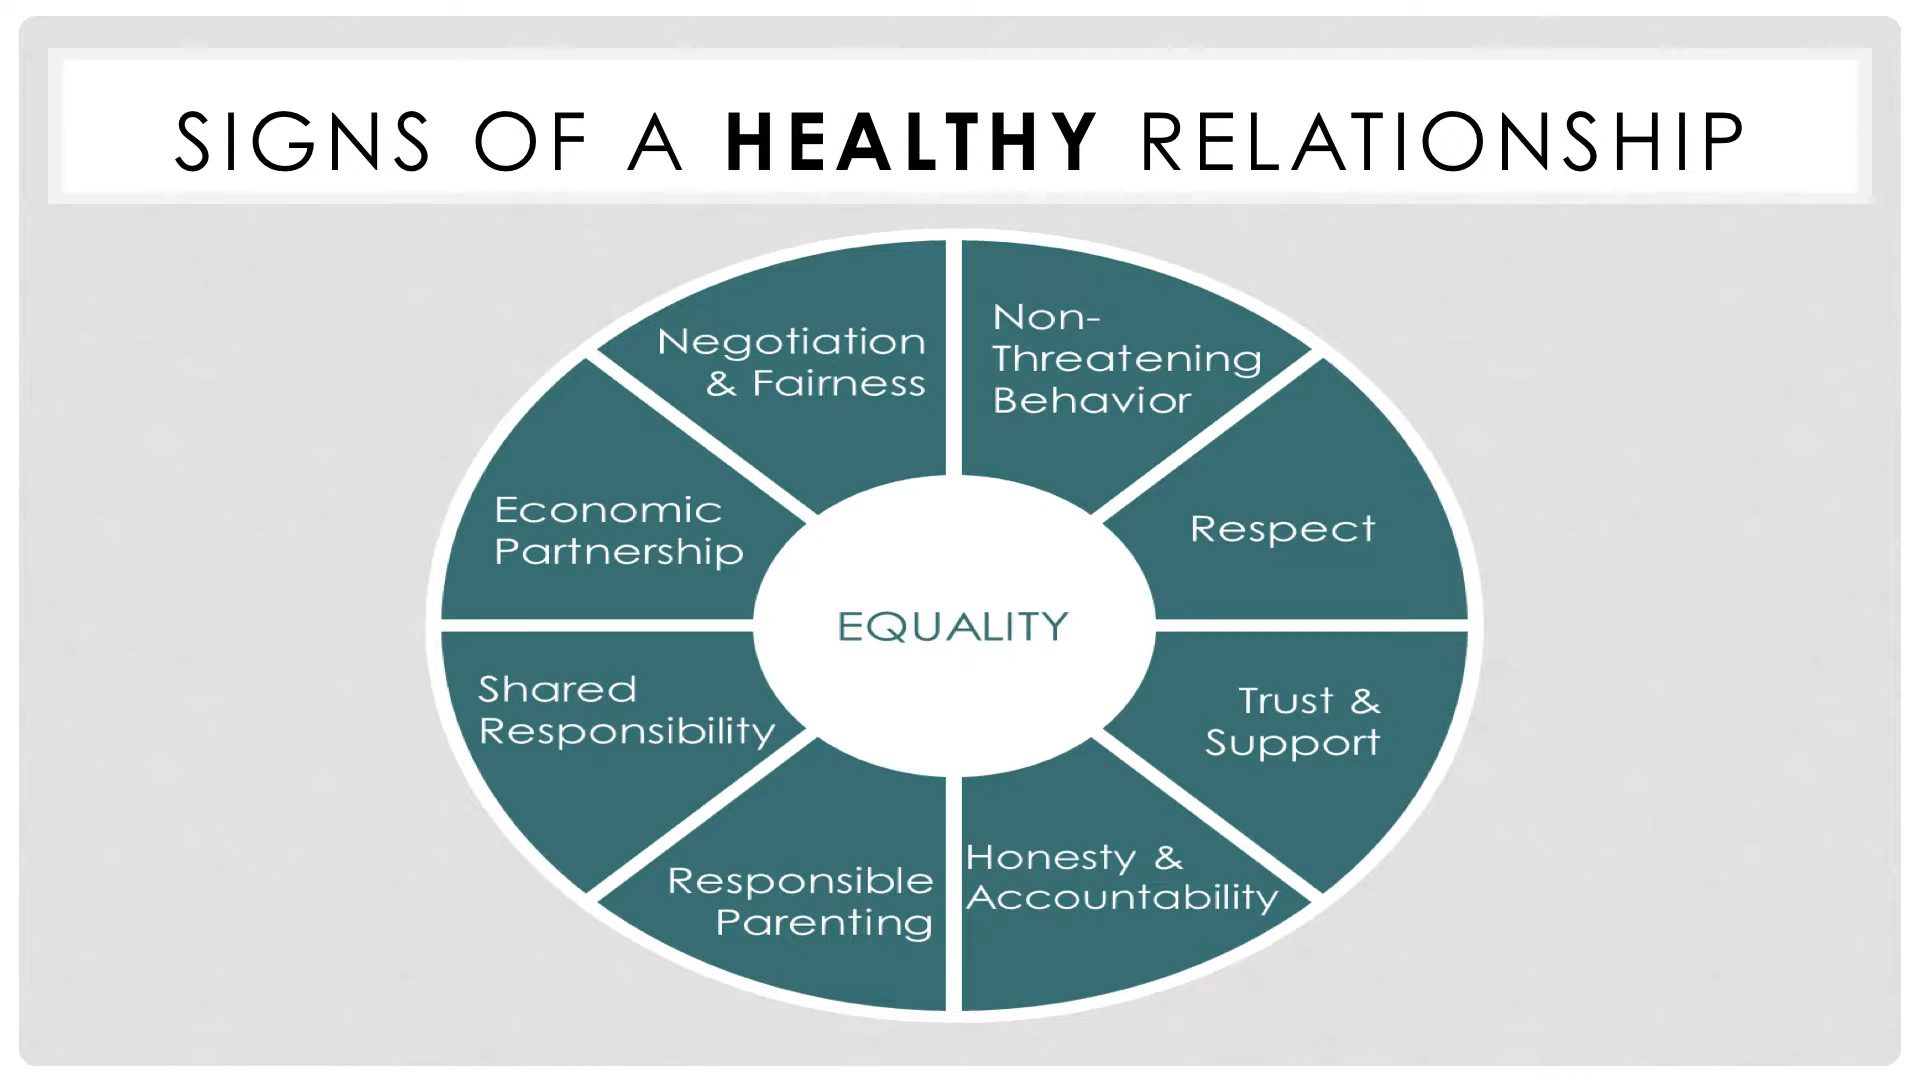 SIGNS OF A HEALTHY RELATIONSHIP
Non-
Threatening
Behavior
Respect
Trust &
Support
Honesty &
Accountability
Responsible
Parenting
Shared
Responsibility
Economic
Partnership
Negotiation
& Fairness
EQUALITY